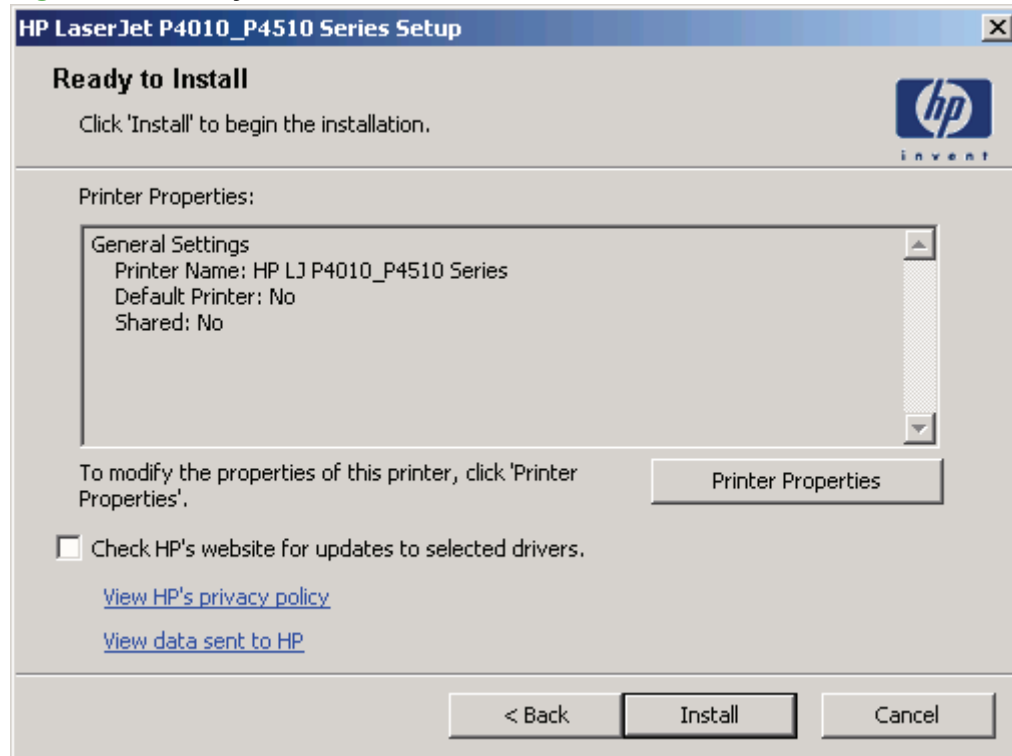 HP LaserJet P4010_P4510 Series Setup
Ready to Install
Click 'Install' to begin the installation.
hp
invent
Printer Properties:
General Settings
Printer Name: HP LJ P4010_P4510 Series
Default Printer: No
Shared: No
To modify the properties of this printer, click 'Printer
Properties'.
Printer Properties
Check HP's website for updates to selected drivers.
View HP's privacy policy
View data sent to HP
< Back
Install
Cancel